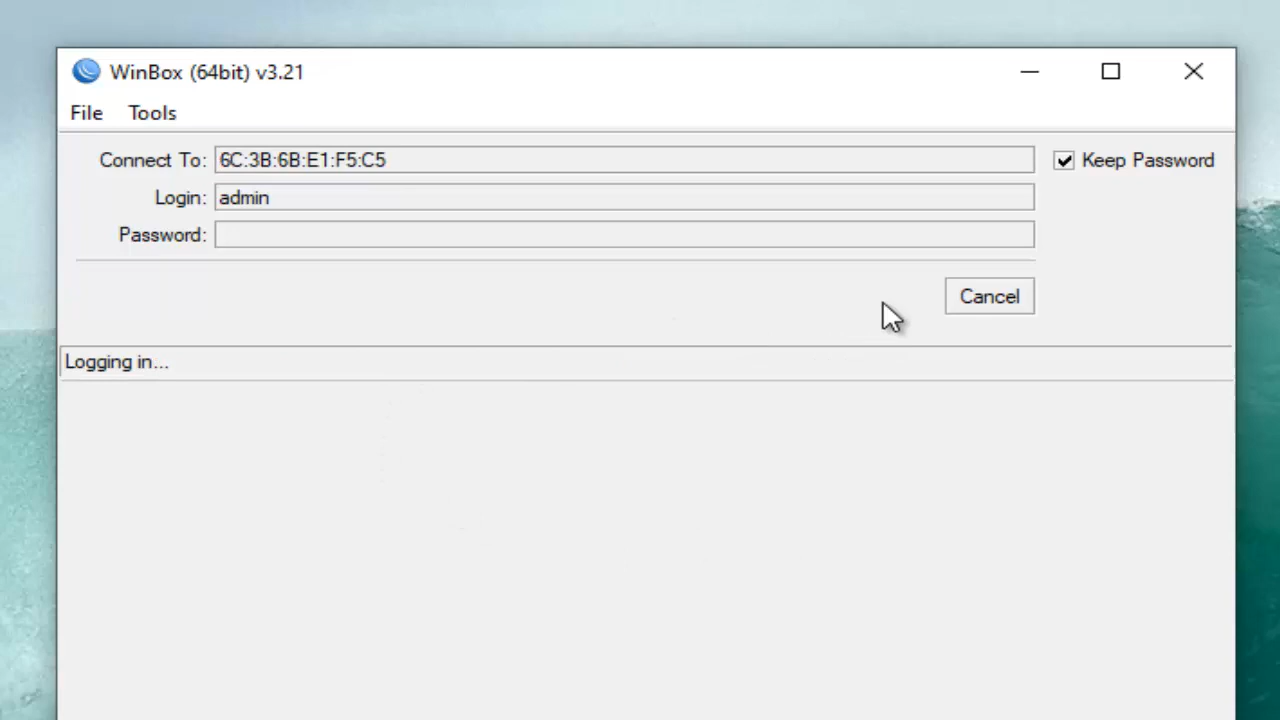 WinBox (64bit) v3.21
File Tools
Connect To: 6C:3B:6B:E1:F5:C5 Keep Password
Login: admin
Password:
Cancel
Logging in...